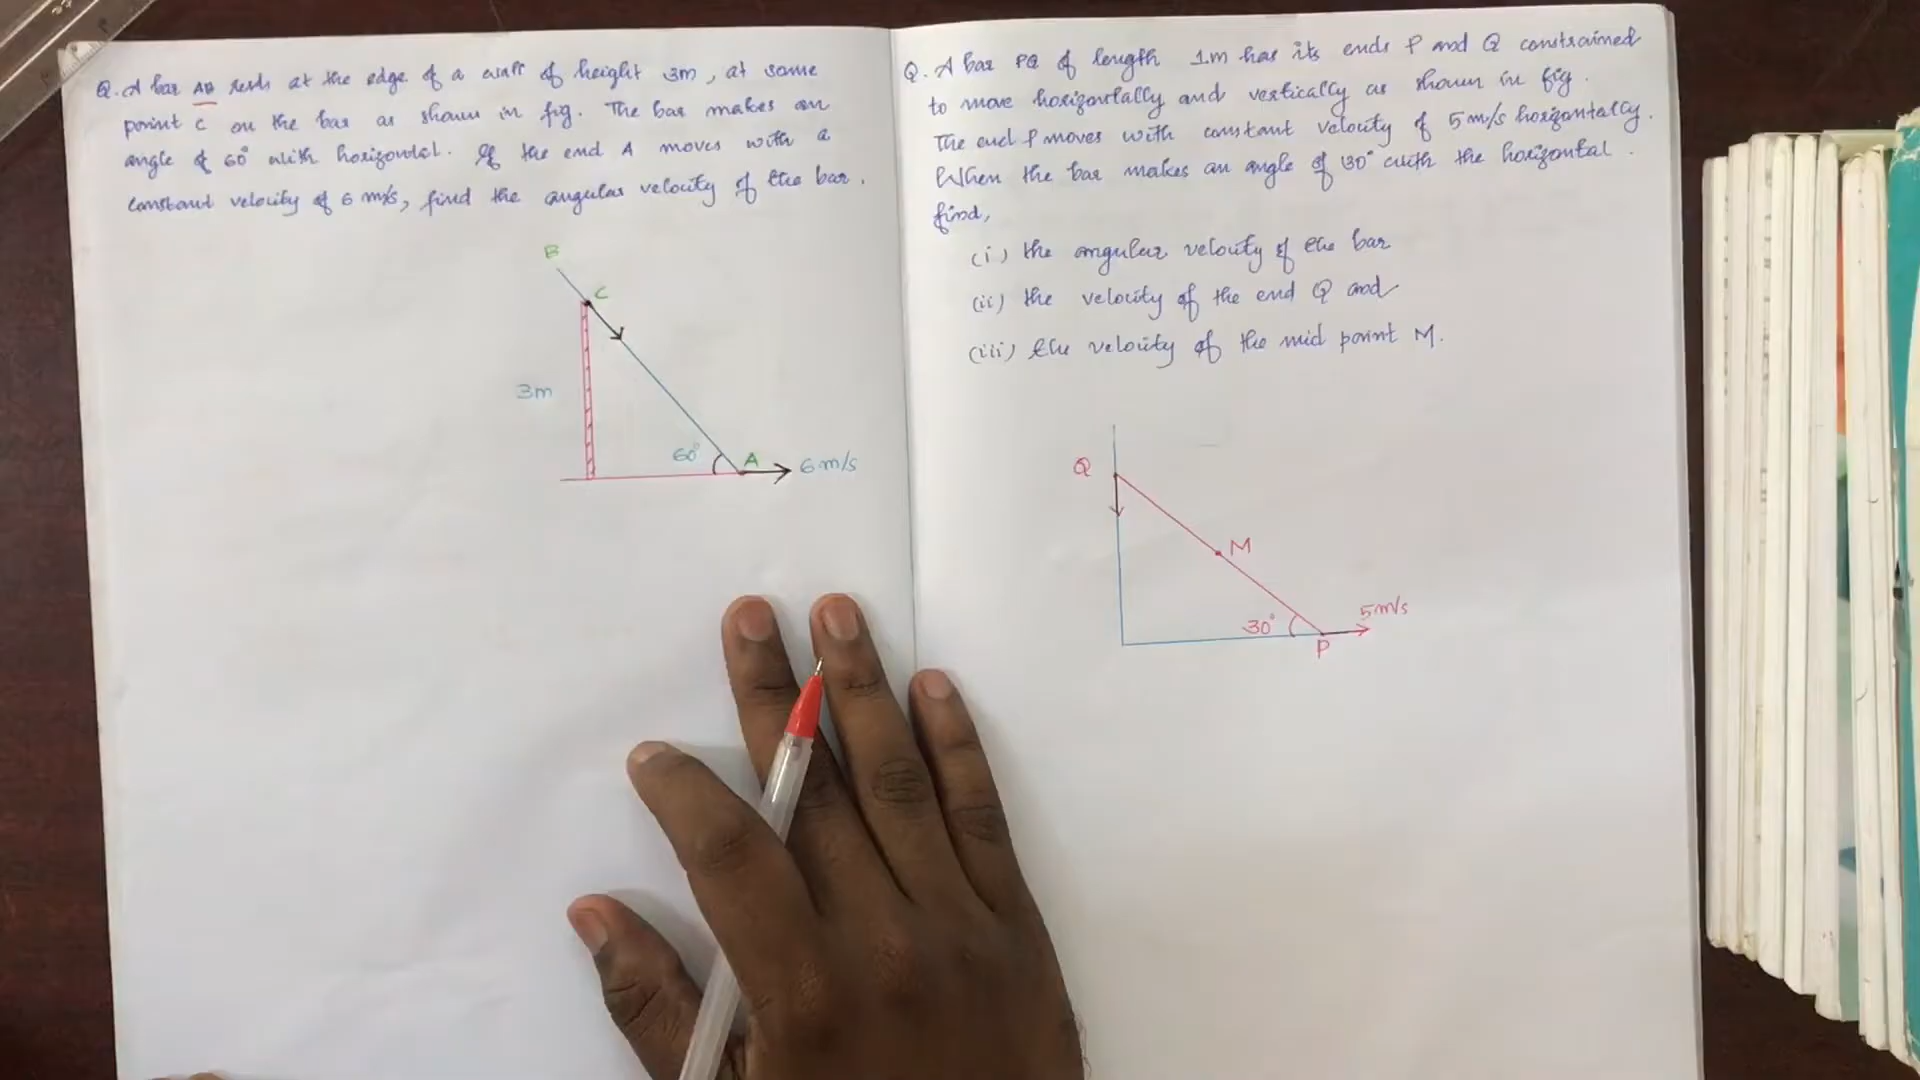 Q. A bar AB rests at the edge of a wall of height 3m, at some
point C on the bar as shown in fig. The bar makes an
angle of 60° with horizontal. If the end A moves with a
constant velocity of 6 m/s, find the angular velocity of the bar.
B
C
3m
60°
A
6 m/s
Q. A bar PQ of length 1m has its ends P and Q constrained
to move horizontally and vertically as shown in fig.
The end P moves with constant velocity of 5 m/s horizontally.
When the bar makes an angle of 30° with the horizontal.
find,
(i) the angular velocity of the bar
(ii) the velocity of the end Q and
(iii) the velocity of the mid point M.
Q
M
30°
5m/s
P